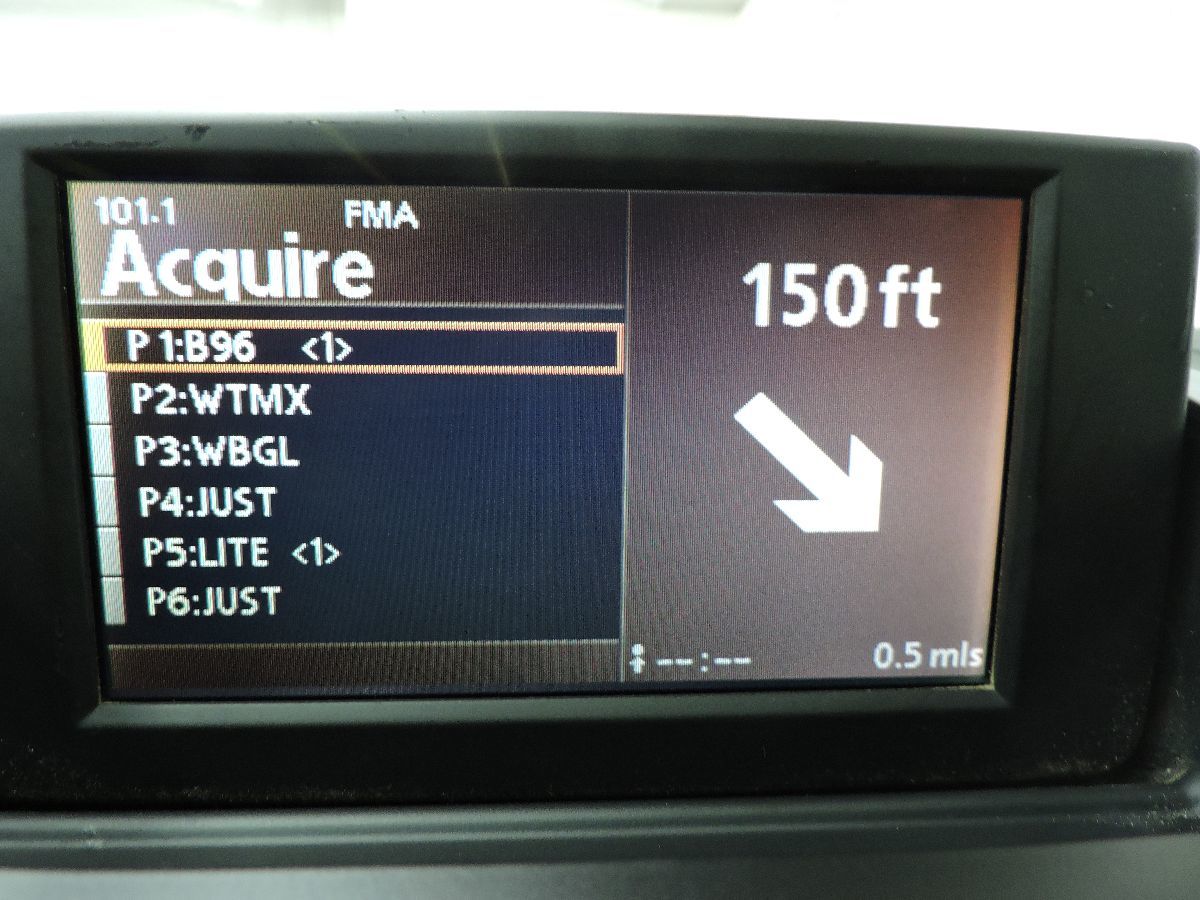 101.1 FMA
Acquire
P1:B96 <1>
P2:WTMX
P3:WBGL
P4:JUST
P5:LITE <1>
P6:JUST
150 ft
--:-- 0.5 mls